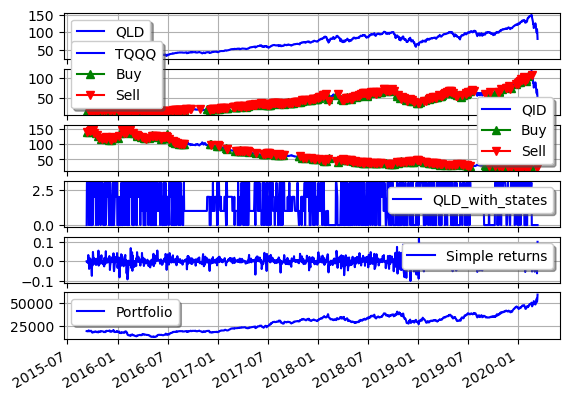 150
100
50
QLD
TQQQ
Buy
Sell
100
50
QID
Buy
Sell
150
100
50
2.5
0.0
QLD_with_states
0.1
0.0
−0.1
Simple returns
50000
25000
Portfolio
2015-07
2016-01
2016-07
2017-01
2017-07
2018-01
2018-07
2019-01
2019-07
2020-01